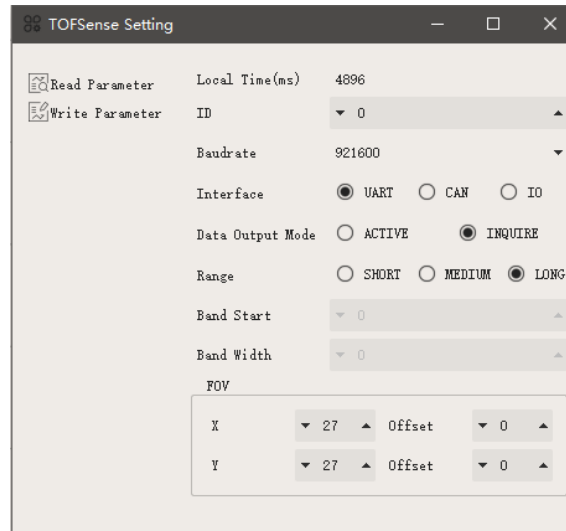 TOFSense Setting
Read Parameter
Write Parameter
Local Time(ms) 4896
ID 0
Baudrate 921600
Interface UART CAN IO
Data Output Mode ACTIVE INQUIRE
Range SHORT MEDIUM LONG
Band Start 0
Band Width 0
FOV
X 27 Offset 0
Y 27 Offset 0